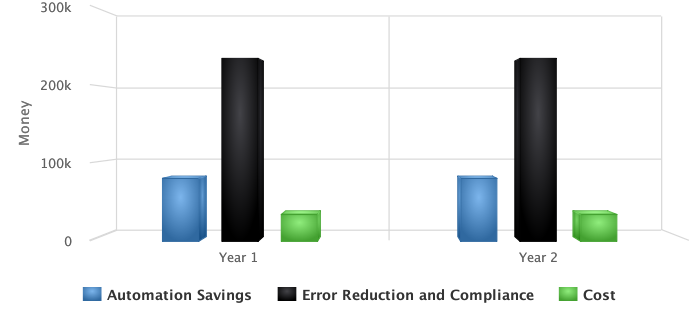 300k
200k
Money
100k
0
Year 1 Year 2
Automation Savings Error Reduction and Compliance Cost